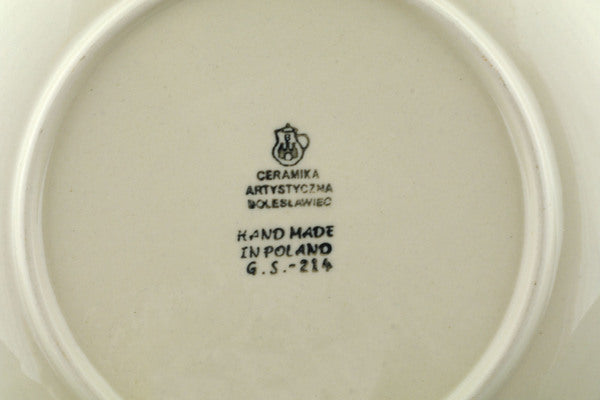 CERAMIKA
ARTYSTYCZNA
BOLESŁAWIEC
HAND MADE
IN POLAND
G.S.-214